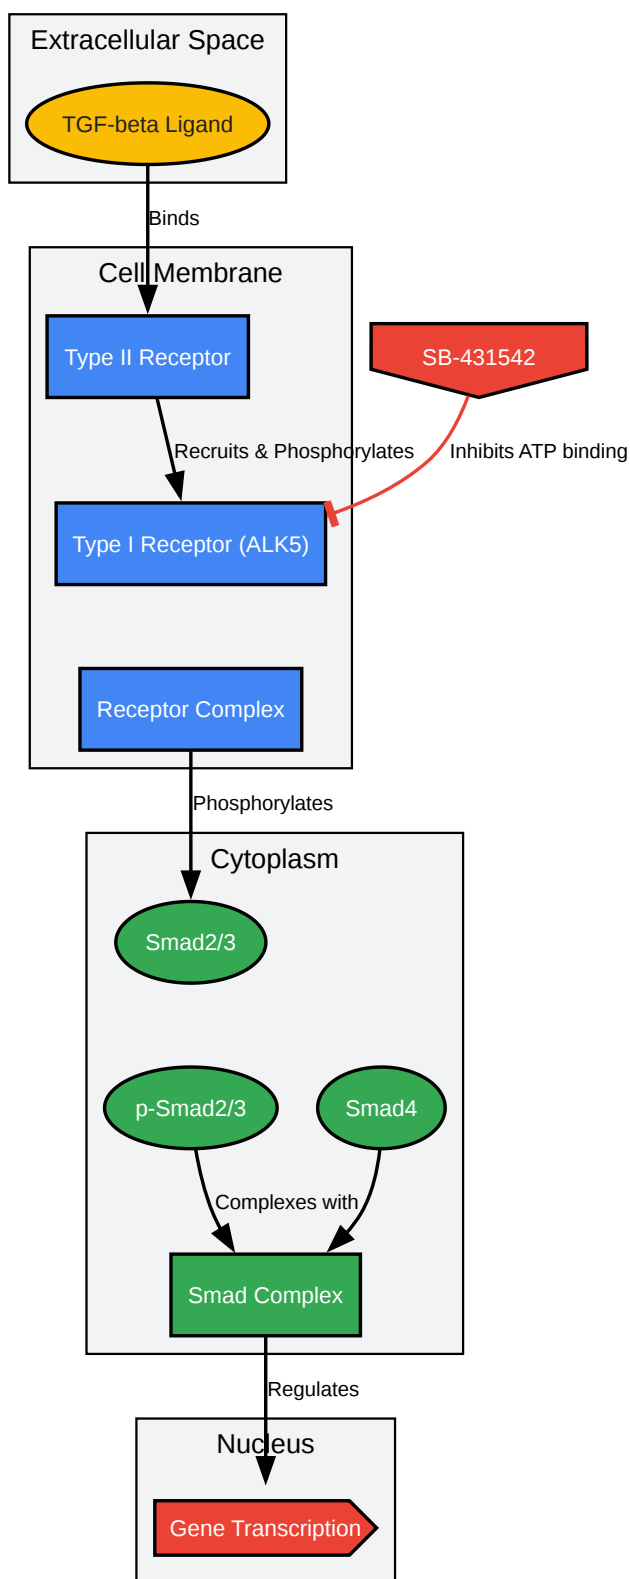 Extracellular Space
TGF-beta Ligand
Binds
Cell Membrane
Type II Receptor
SB-431542
Recruits & Phosphorylates
Inhibits ATP binding
Type I Receptor (ALK5)
Receptor Complex
Phosphorylates
Cytoplasm
Smad2/3
p-Smad2/3
Smad4
Complexes with
Smad Complex
Regulates
Nucleus
Gene Transcription